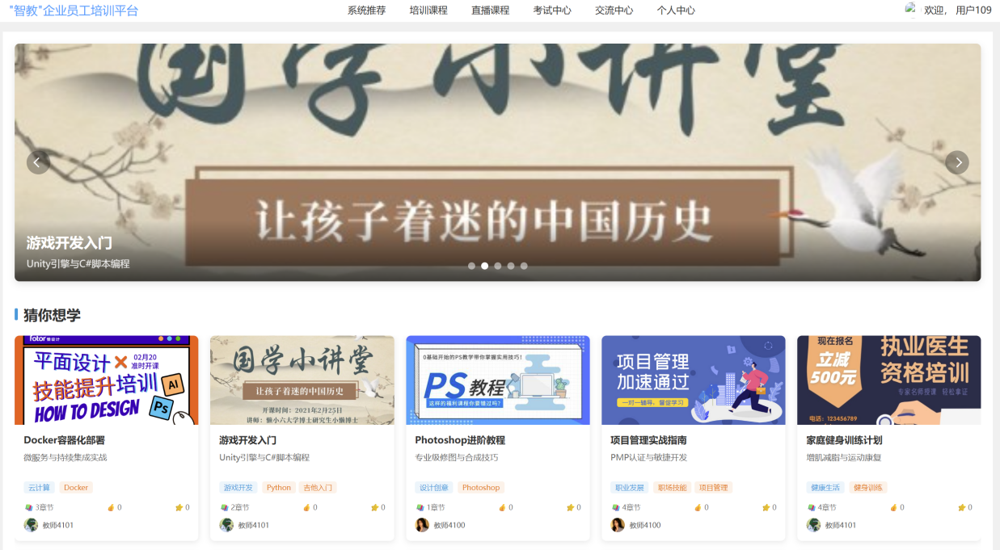 "智教"企业员工培训平台
系统推荐 培训课程 直播课程 考试中心 交流中心 个人中心
欢迎, 用户109
国学小讲堂
让孩子着迷的中国历史
游戏开发入门
Unity引擎与C#脚本编程
猜你想学
fotor懒设计
平面设计
02月20
准时开课
技能提升培训
AI
HOW TO DESIGN
Ps
Docker容器化部署
微服务与持续集成实战
云计算 Docker
3章节 0 0
教师4101
国学小讲堂
让孩子着迷的中国历史
开课时间：2021年2月25日
讲师：懒小六大学博士研究生小懒博士
游戏开发入门
Unity引擎与C#脚本编程
游戏开发 Python 吉他入门
2章节 0 0
教师4101
0基础开始的PS教学带你掌握实用技巧!
PS教程
这样的福利课程你要错过吗?
Photoshop进阶教程
专业级修图与合成技巧
设计创意 Photoshop
1章节 0 0
教师4100
项目管理
加速通过
一对一辅导、督促学习
项目管理实战指南
PMP认证与敏捷开发
职业发展 职场技能 项目管理
4章节 0 0
教师4100
现在报名
立减
500元
执业医生
资格培训
专家名师授课 轻松拿证
电话：123456789
家庭健身训练计划
增肌减脂与运动康复
健康生活 健身训练
4章节 0 0
教师4101